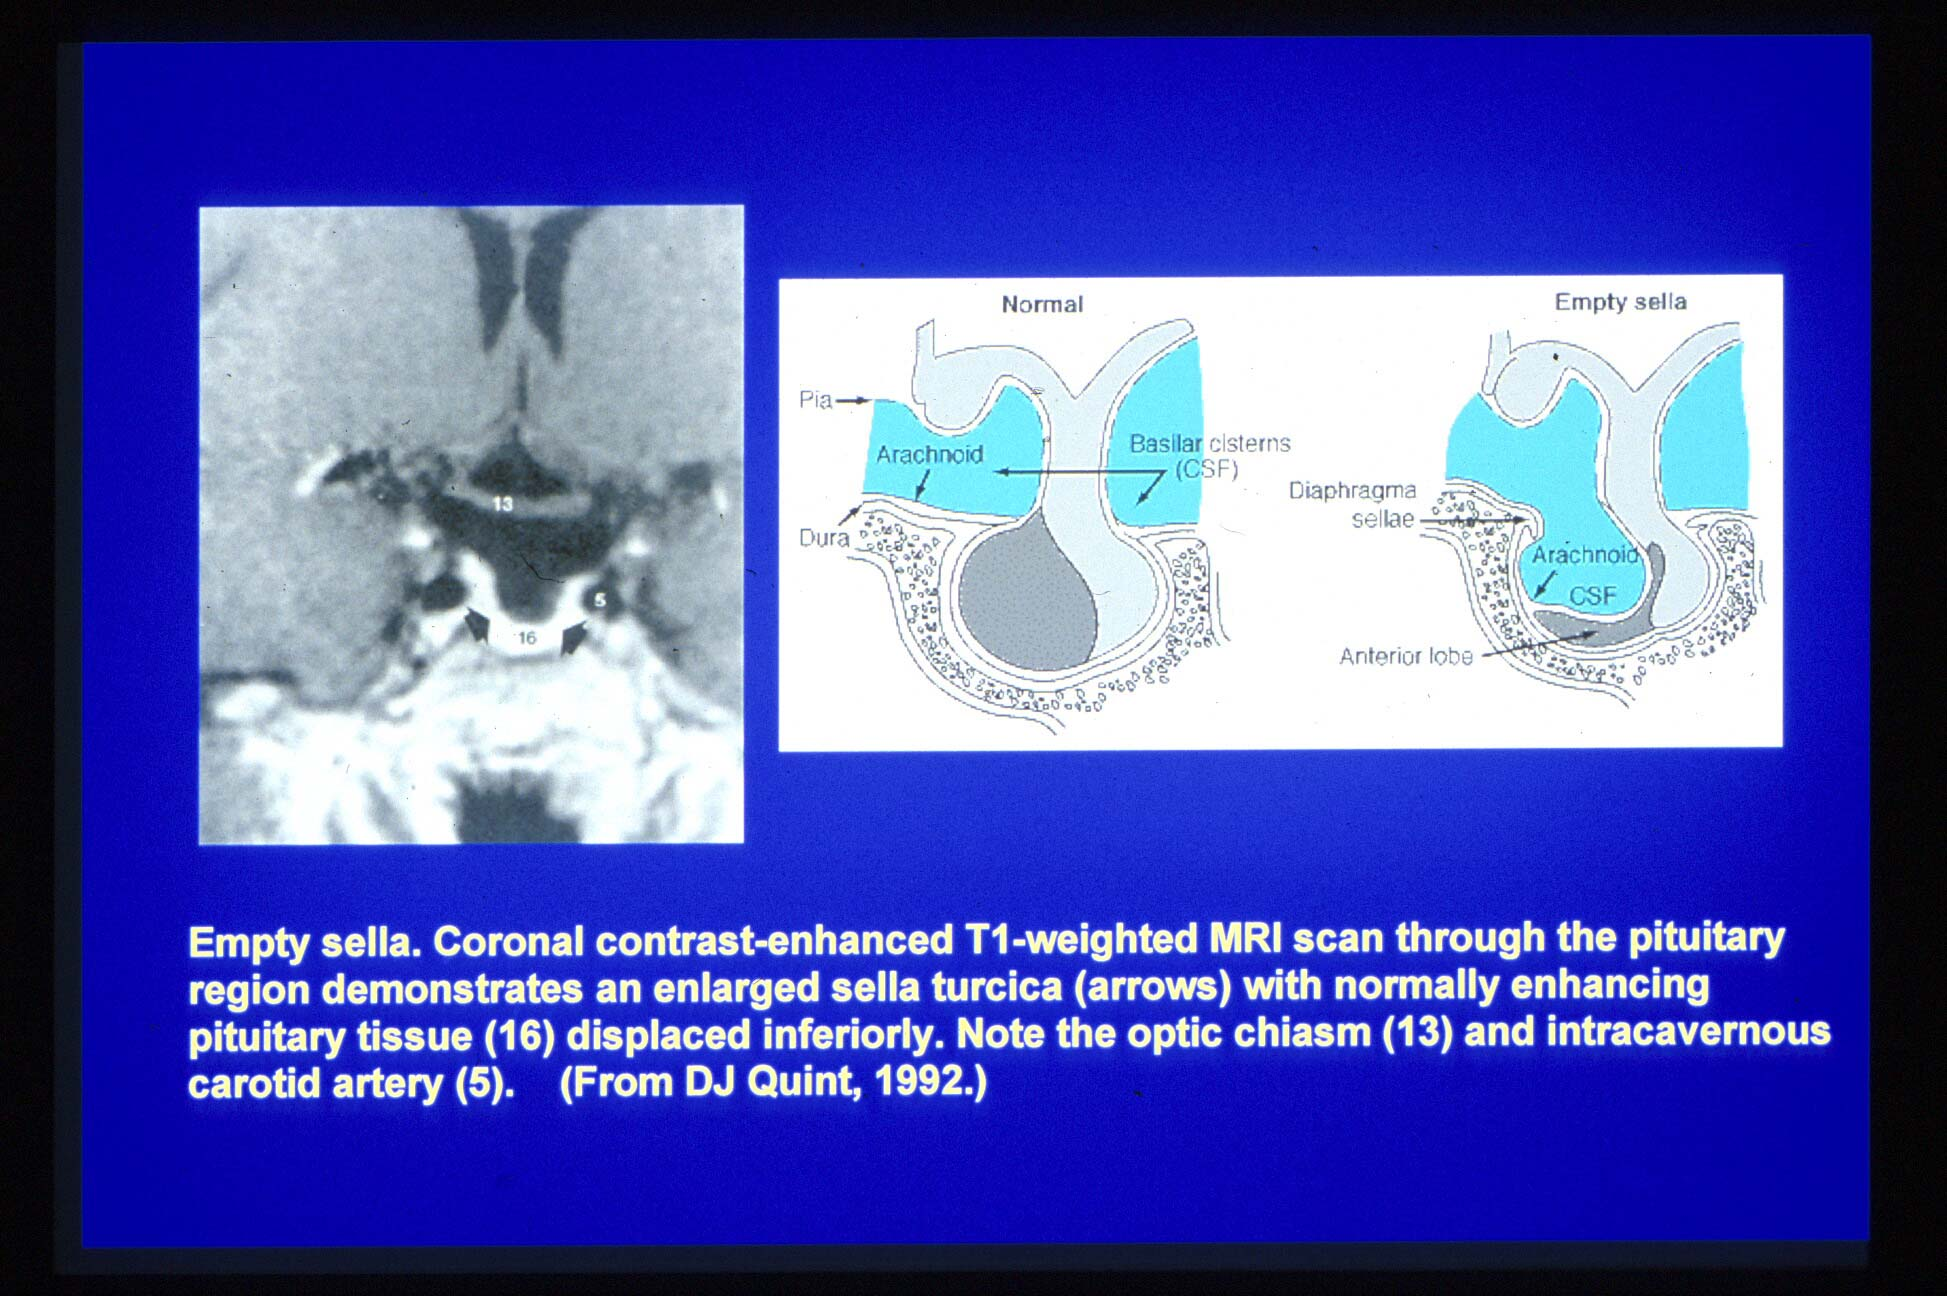 13
5
16
Normal
Empty sella
Pia
Arachnoid
Basilar cisterns
(CSF)
Dura
Diaphragma
sellae
Arachnoid
CSF
Anterior lobe
Empty sella. Coronal contrast-enhanced T1-weighted MRI scan through the pituitary
region demonstrates an enlarged sella turcica (arrows) with normally enhancing
pituitary tissue (16) displaced inferiorly. Note the optic chiasm (13) and intracavernous
carotid artery (5). (From DJ Quint, 1992.)